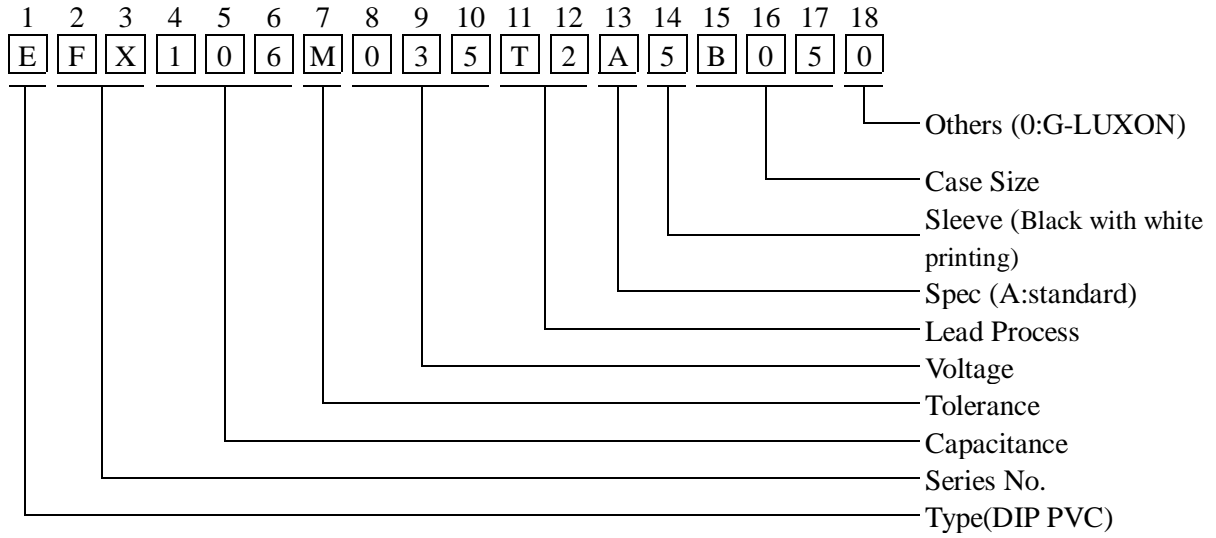 1 2 3 4 5 6 7 8 9 10 11 12 13 14 15 16 17 18
E F X 1 0 6 M 0 3 5 T 2 A 5 B 0 5 0
Others (0:G-LUXON)
Case Size
Sleeve (Black with white
printing)
Spec (A:standard)
Lead Process
Voltage
Tolerance
Capacitance
Series No.
Type(DIP PVC)